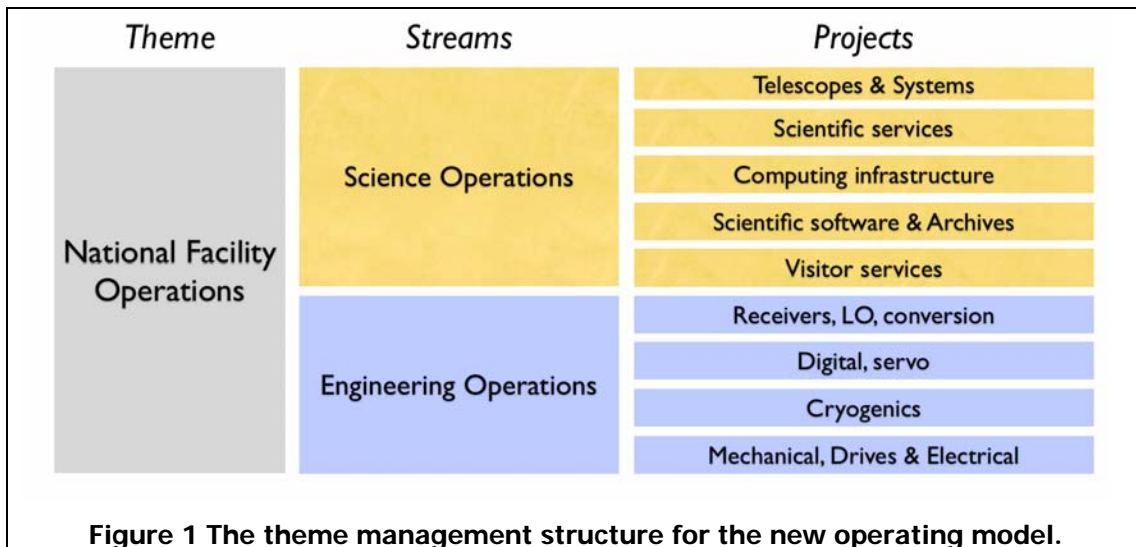 Theme Streams Projects
National Facility
Operations
Science Operations
Engineering Operations
Telescopes & Systems
Scientific services
Computing infrastructure
Scientific software & Archives
Visitor services
Receivers, LO, conversion
Digital, servo
Cryogenics
Mechanical, Drives & Electrical
Figure 1 The theme management structure for the new operating model.